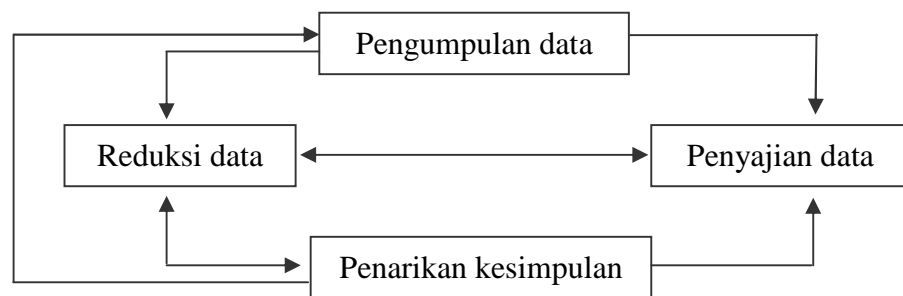 Pengumpulan data
Reduksi data
Penyajian data
Penarikan kesimpulan